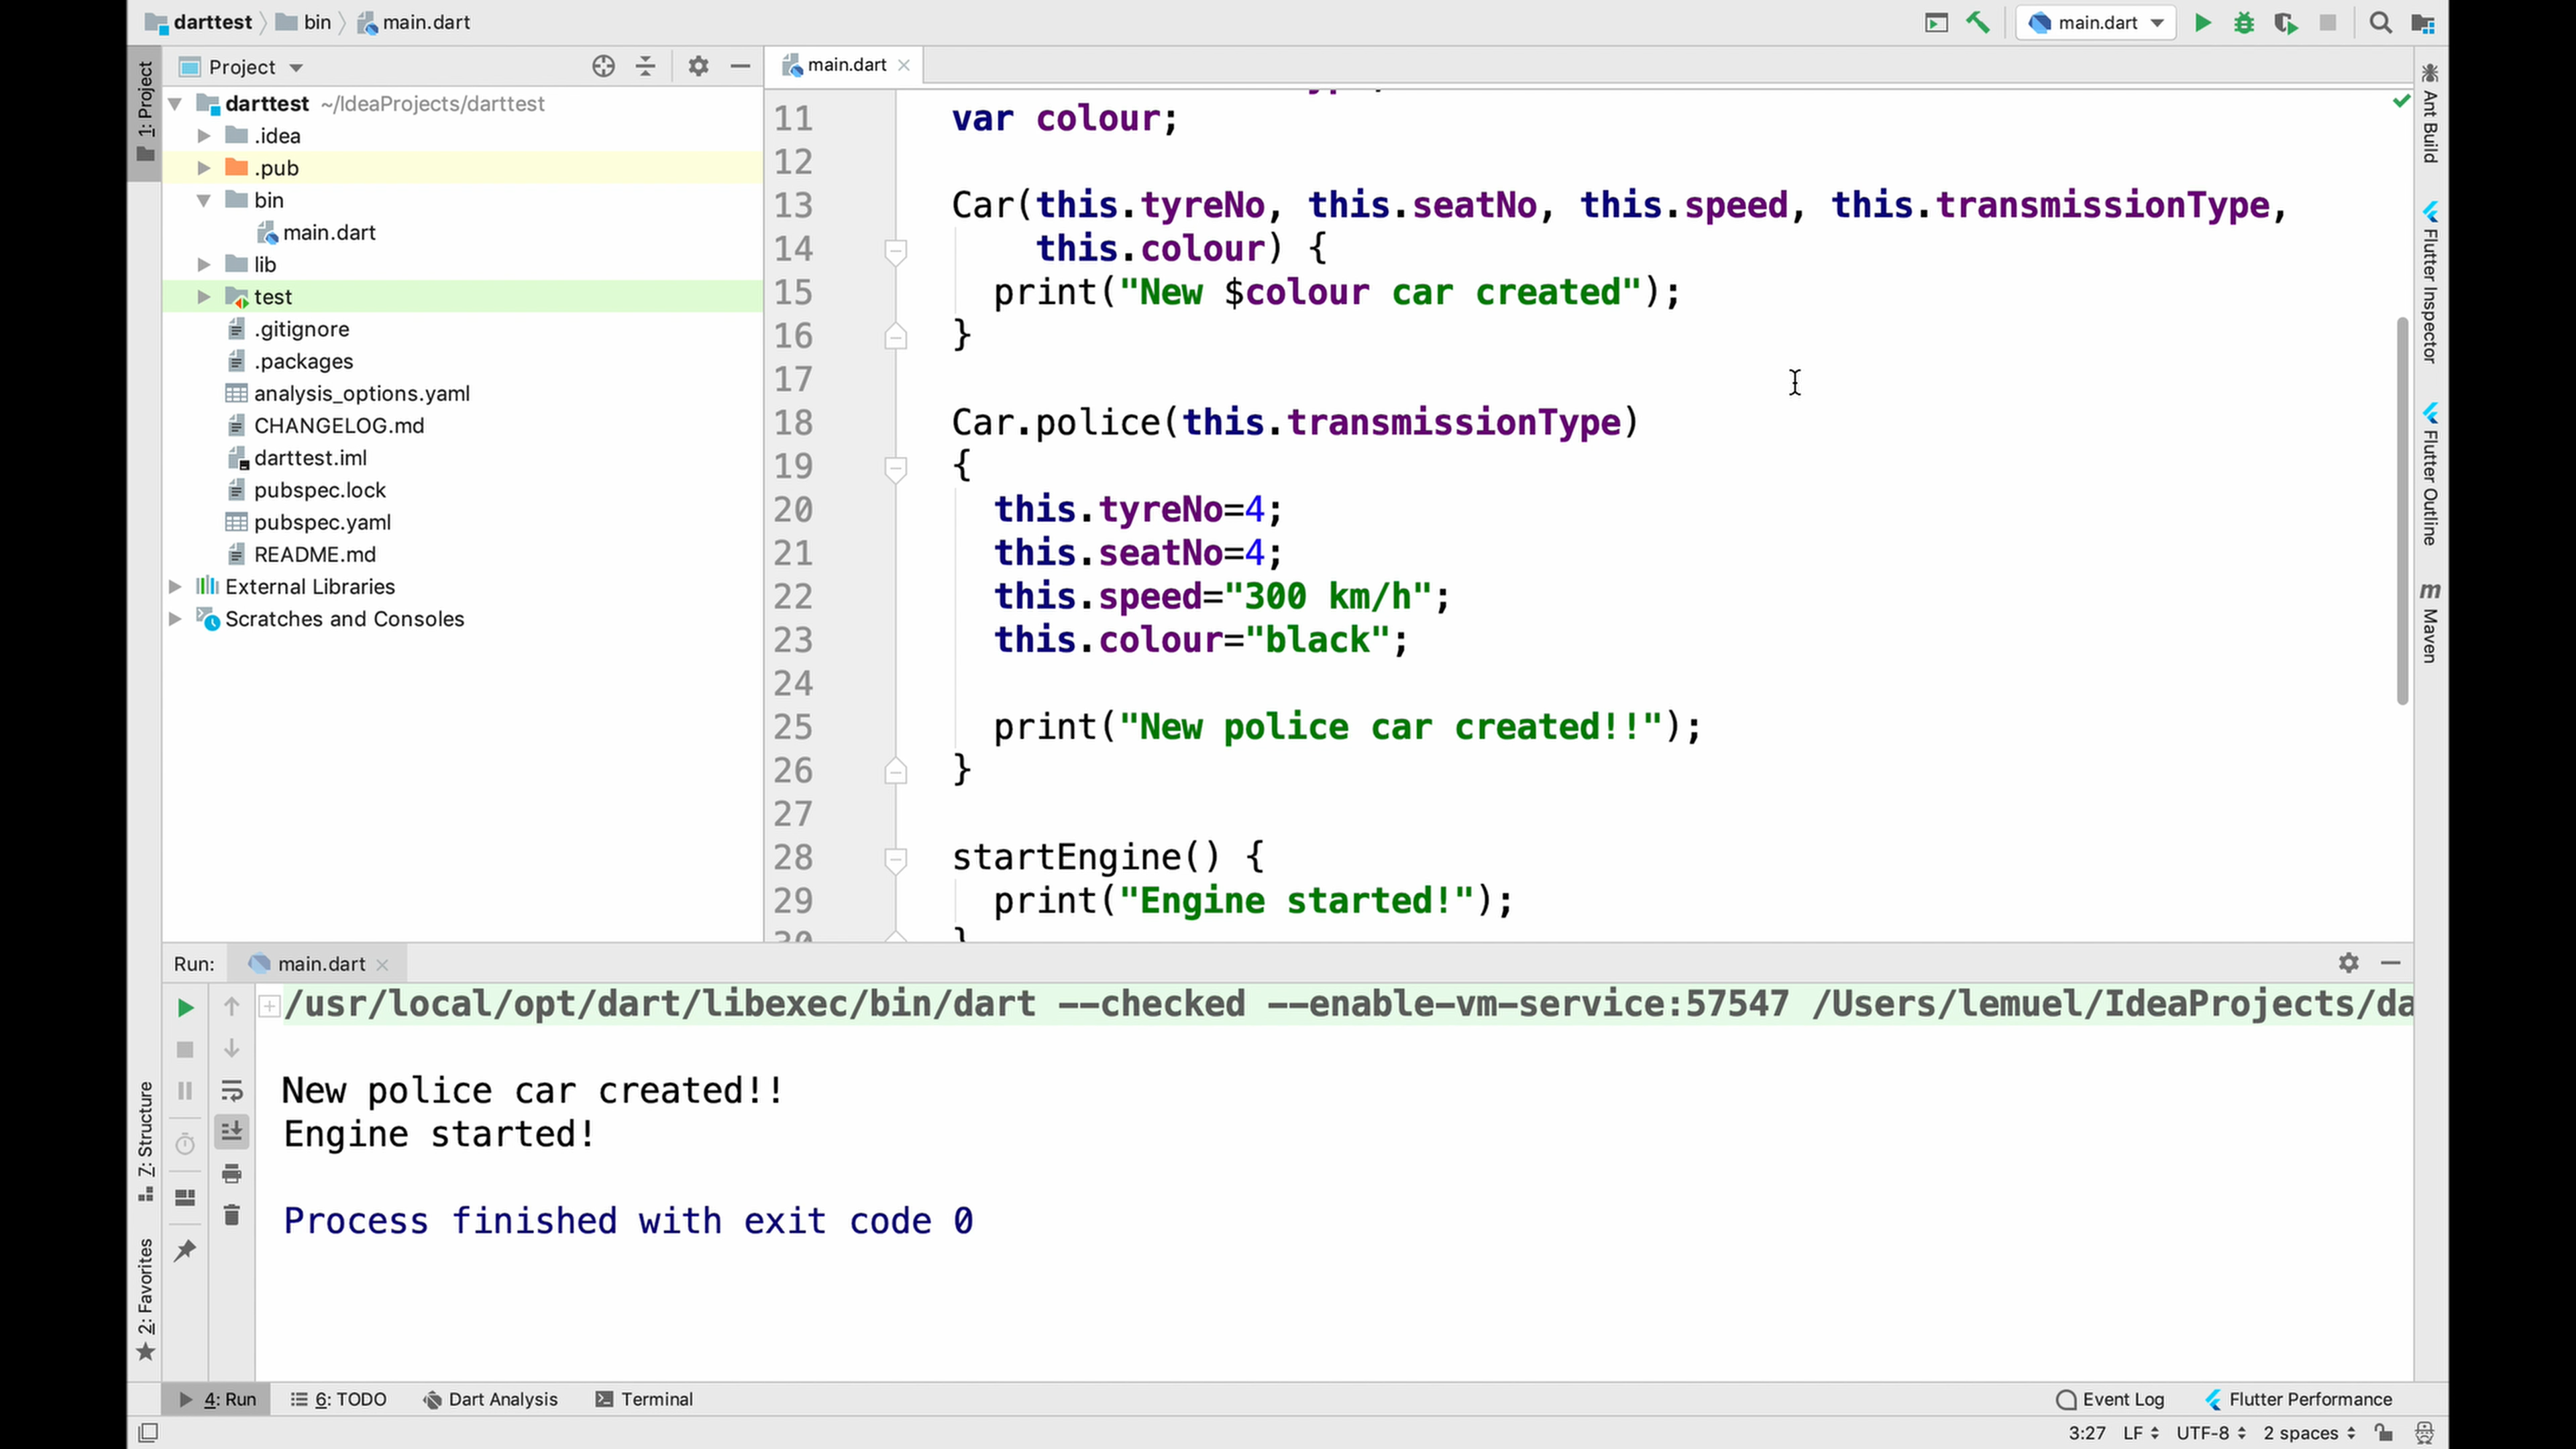 darttest bin main.dart
main.dart
1: Project
Project
main.dart
darttest ~/IdeaProjects/darttest
.idea
.pub
bin
main.dart
lib
test
.gitignore
.packages
analysis_options.yaml
CHANGELOG.md
darttest.iml
pubspec.lock
pubspec.yaml
README.md
External Libraries
Scratches and Consoles
11 var colour;
12
13 Car(this.tyreNo, this.seatNo, this.speed, this.transmissionType,
14 this.colour) {
15 print("New $colour car created");
16 }
17
18 Car.police(this.transmissionType)
19 {
20 this.tyreNo=4;
21 this.seatNo=4;
22 this.speed="300 km/h";
23 this.colour="black";
24
25 print("New police car created!!");
26 }
27
28 startEngine() {
29 print("Engine started!");
30 }
Ant Build
Flutter Inspector
Flutter Outline
m Maven
Run: main.dart
/usr/local/opt/dart/libexec/bin/dart --checked --enable-vm-service:57547 /Users/lemuel/IdeaProjects/da
New police car created!!
Engine started!
Process finished with exit code 0
7: Structure
2: Favorites
4: Run 6: TODO Dart Analysis Terminal Event Log Flutter Performance
3:27 LF UTF-8 2 spaces